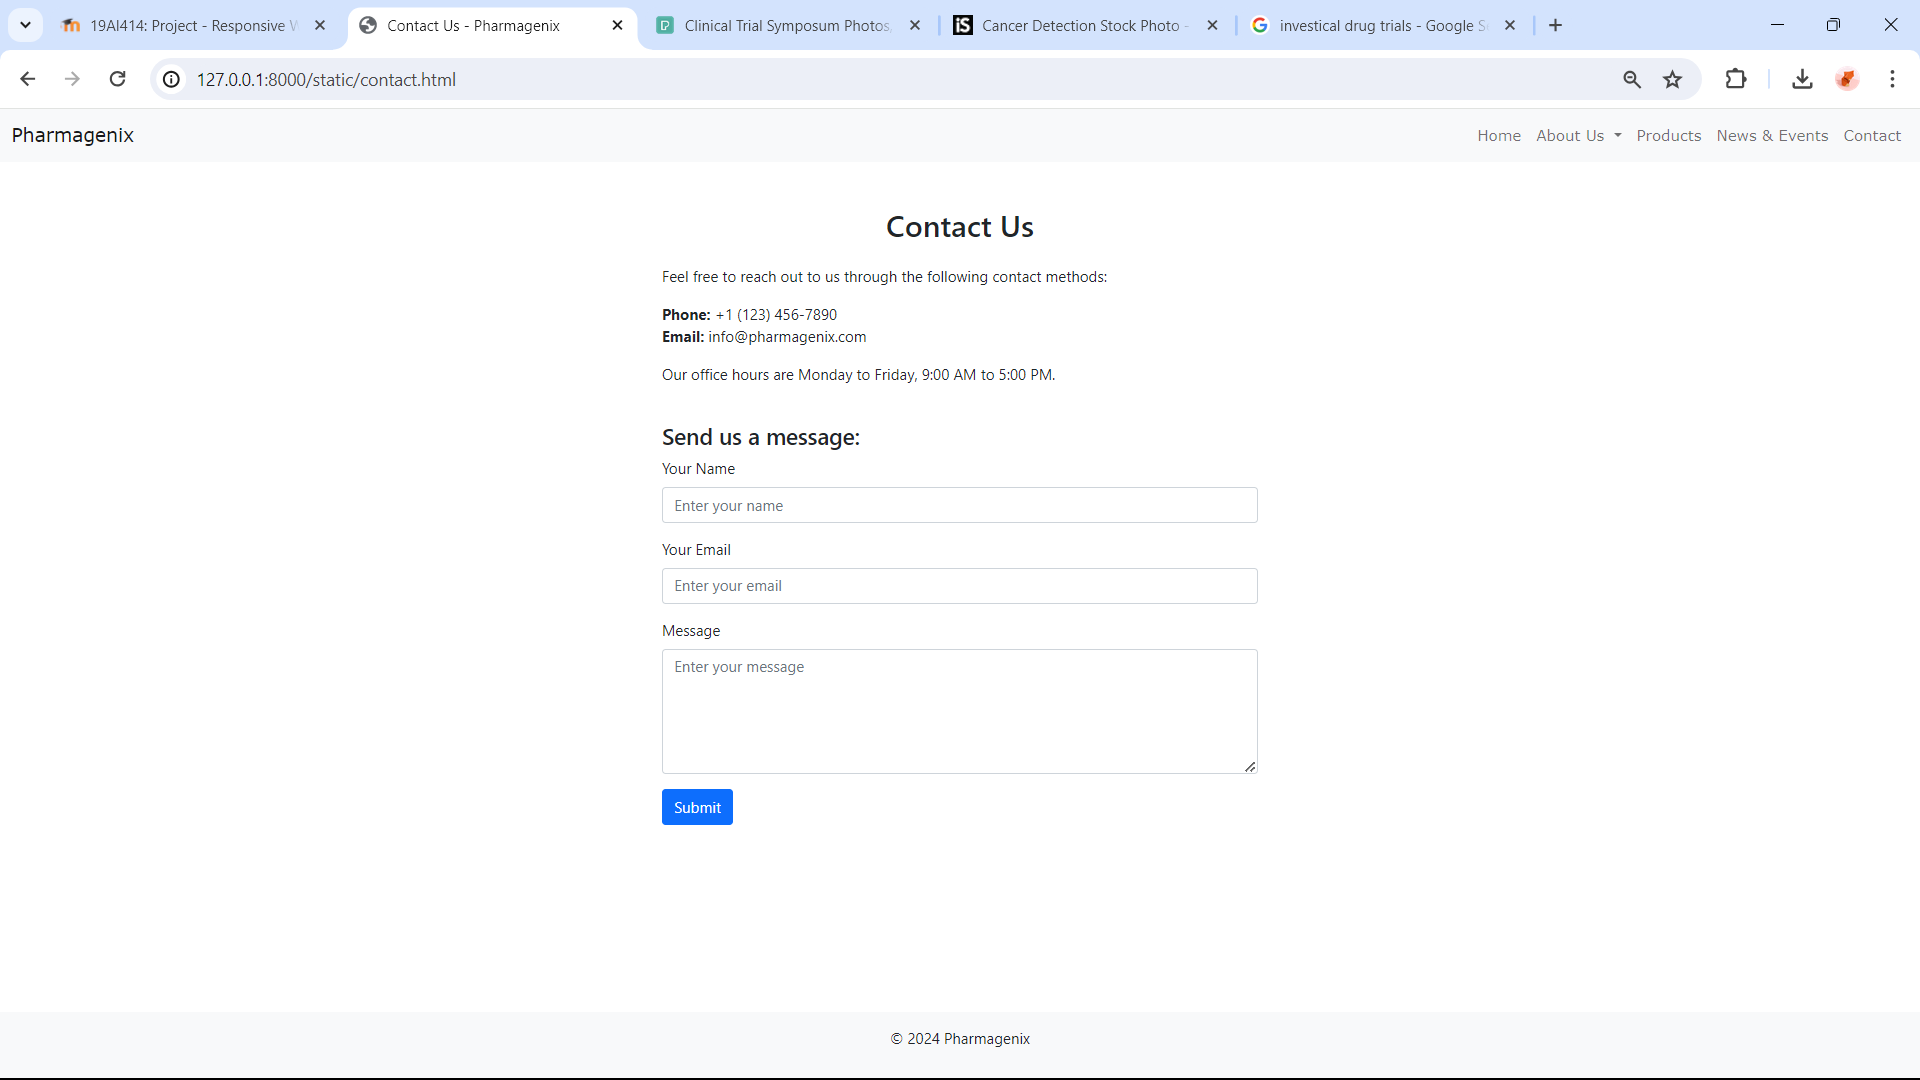 19AI414: Project - Responsive W
Contact Us - Pharmagenix
Clinical Trial Symposum Photos,
iS
Cancer Detection Stock Photo -
investical drug trials - Google S
127.0.0.1:8000/static/contact.html
Pharmagenix
Home
About Us
Products
News & Events
Contact
Contact Us
Feel free to reach out to us through the following contact methods:
Phone: +1 (123) 456-7890
Email: info@pharmagenix.com
Our office hours are Monday to Friday, 9:00 AM to 5:00 PM.
Send us a message:
Your Name
Enter your name
Your Email
Enter your email
Message
Enter your message
Submit
© 2024 Pharmagenix